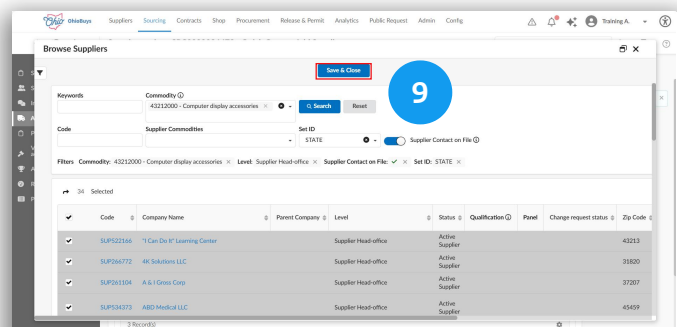 Ohio OhioBuys Suppliers Sourcing Contracts Shop Procurement Release & Permit Analytics Public Request Admin Config Training A.
Browse Suppliers
Save & Close
9
Keywords Commodity
43212000 - Computer display accessories Search Reset
Code Supplier Commodities Set ID
STATE Supplier Contact on File
Filters Commodity: 43212000 - Computer display accessories × Level: Supplier Head-office × Supplier Contact on File: ✓ × Set ID: STATE ×
34 Selected
Code Company Name Parent Company Level Status Qualification Panel Change request status Zip Code
SUP522166 "I Can Do It" Learning Center Supplier Head-office Active Supplier 43213
SUP266772 4K Solutions LLC Supplier Head-office Active Supplier 31820
SUP261104 A & I Gross Corp Supplier Head-office Active Supplier 37207
SUP534373 ABD Medical LLC Supplier Head-office Active Supplier 45459
3 Record(s)